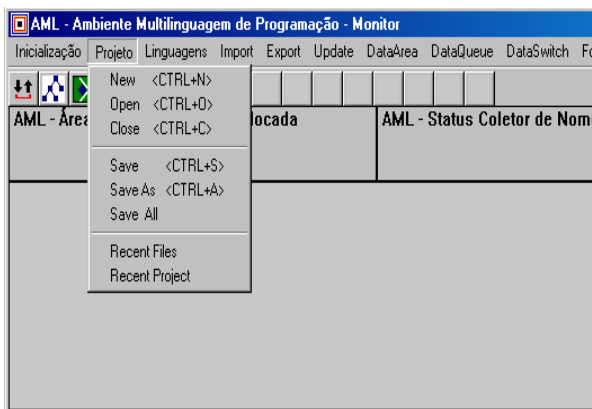 AML - Ambiente Multilinguagem de Programação - Monitor
Inicialização Projeto Linguagens Import Export Update DataArea DataQueue DataSwitch Fo
New <CTRL+N>
Open <CTRL+O>
Close <CTRL+C>
AML - Área locada AML - Status Coletor de Nom
Save <CTRL+S>
Save As <CTRL+A>
Save All
Recent Files
Recent Project